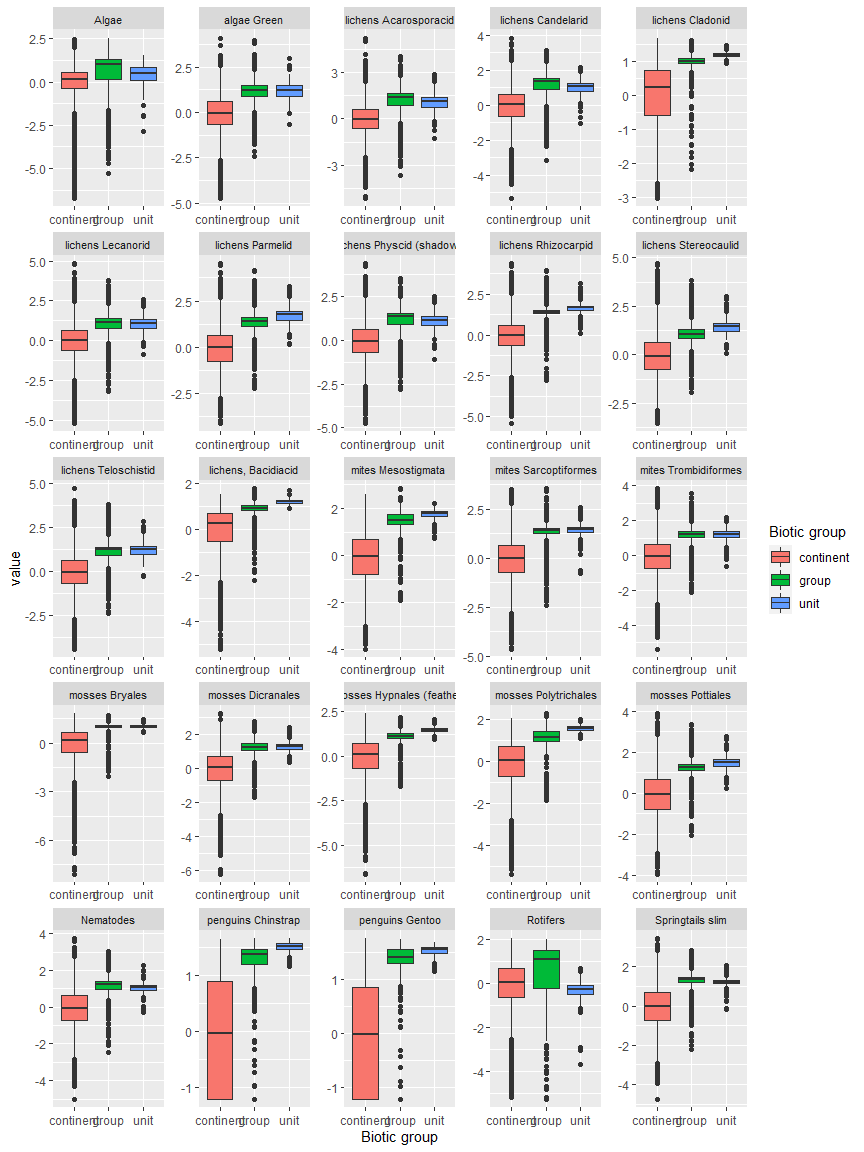 Algae
algae Green
lichens Acarosporacid
lichens Candelarid
lichens Cladonid
2.5
0.0
-2.5
-5.0
2.5
0.0
-2.5
-5.0
3
0
-3
4
2
0
-2
-4
1
0
-1
-2
-3
continent group unit
continent group unit
continent group unit
continent group unit
continent group unit
lichens Lecanorid
lichens Parmelid
chens Physcid (shadow
lichens Rhizocarpid
lichens Stereocaulid
5.0
2.5
0.0
-2.5
-5.0
2.5
0.0
-2.5
2.5
0.0
-2.5
-5.0
2.5
0.0
-2.5
-5.0
2.5
0.0
-2.5
continent group unit
continent group unit
continent group unit
continent group unit
continent group unit
lichens Teloschistid
lichens, Bacidiacid
mites Mesostigmata
mites Sarcoptiformes
mites Trombidiformes
5.0
2.5
0.0
-2.5
2
0
-2
-4
2
0
-2
-4
2.5
0.0
-2.5
-5.0
4
2
0
-2
-4
continent group unit
continent group unit
continent group unit
continent group unit
continent group unit
value
Biotic group
continent
group
unit
mosses Bryales
mosses Dicranales
osses Hypnales (feathe
mosses Polytrichales
mosses Pottiales
0
-3
-6
2
0
-2
-4
-6
2.5
0.0
-2.5
-5.0
2
0
-2
-4
4
2
0
-2
-4
continent group unit
continent group unit
continent group unit
continent group unit
continent group unit
Nematodes
penguins Chinstrap
penguins Gentoo
Rotifers
Springtails slim
4
2
0
-2
-4
1
0
-1
1
0
-1
2
0
-2
-4
2
0
-2
-4
continent group unit
continent group unit
continent group unit
continent group unit
continent group unit
Biotic group